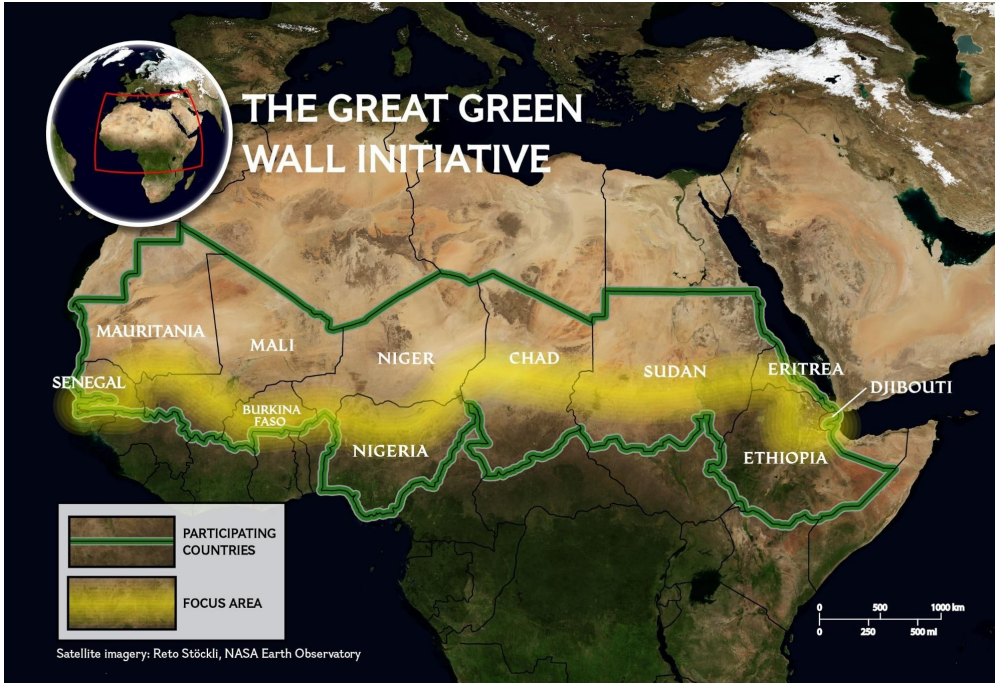 THE GREAT GREEN
WALL INITIATIVE
MAURITANIA
MALI
NIGER
CHAD
SUDAN
ERITREA
DJIBOUTI
SENEGAL
BURKINA
FASO
NIGERIA
ETHIOPIA
PARTICIPATING
COUNTRIES
FOCUS AREA
0 500 1000 km
0 250 500 mi
Satellite imagery: Reto Stöckli, NASA Earth Observatory